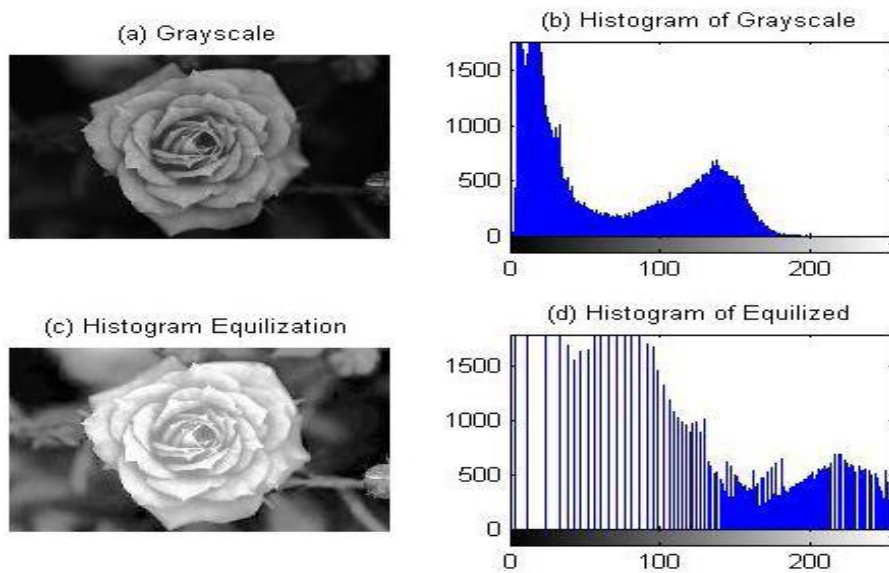 (a) Grayscale
(b) Histogram of Grayscale
1500
1000
500
0
0 100 200
(c) Histogram Equilization
(d) Histogram of Equilized
1500
1000
500
0
0 100 200